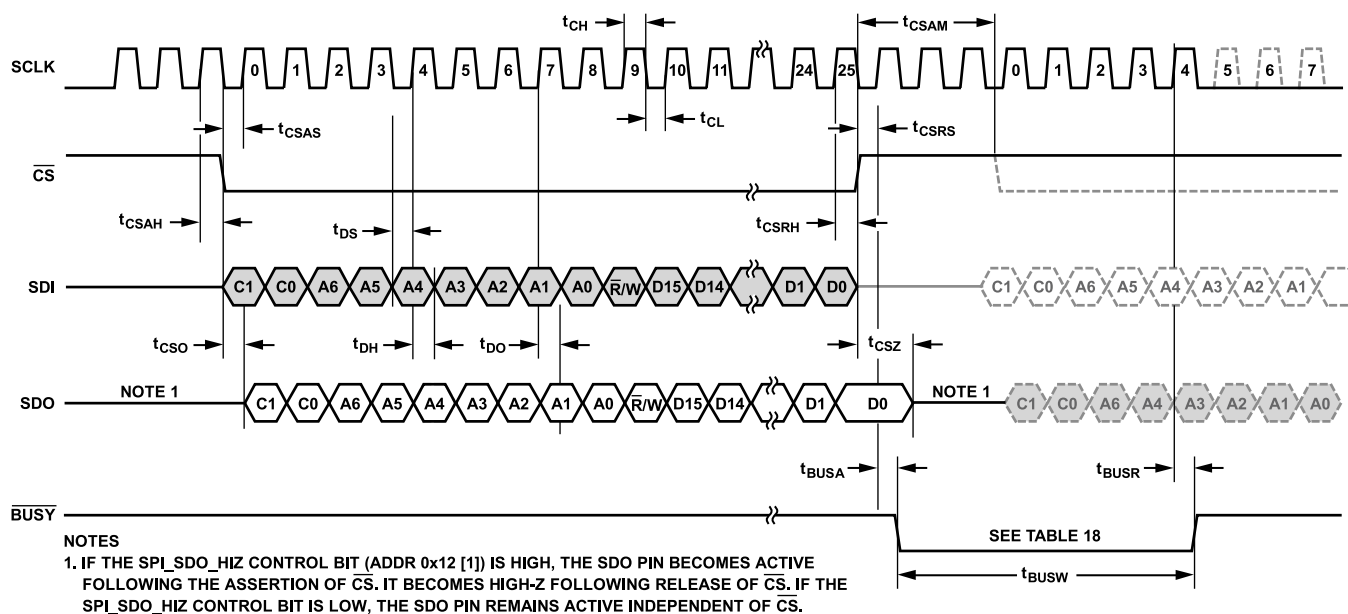 tCH
tCSAM
SCLK
0 1 2 3 4 5 6 7 8 9 10 11 24 25 0 1 2 3 4 5 6 7
tCSAS
tCL
tCSRS
CS
tCSAH
tDS
tCSRH
SDI
C1 C0 A6 A5 A4 A3 A2 A1 A0 R/W D15 D14 D1 D0 C1 C0 A6 A5 A4 A3 A2 A1
tCSO
tDH
tDO
tCSZ
SDO
NOTE 1
C1 C0 A6 A5 A4 A3 A2 A1 A0 R/W D15 D14 D1 D0
NOTE 1
C1 C0 A6 A4 A3 A2 A1 A0
tBUSA
tBUSR
BUSY
SEE TABLE 18
tBUSW
NOTES
1. IF THE SPI_SDO_HIZ CONTROL BIT (ADDR 0x12 [1]) IS HIGH, THE SDO PIN BECOMES ACTIVE
FOLLOWING THE ASSERTION OF CS. IT BECOMES HIGH-Z FOLLOWING RELEASE OF CS. IF THE
SPI_SDO_HIZ CONTROL BIT IS LOW, THE SDO PIN REMAINS ACTIVE INDEPENDENT OF CS.